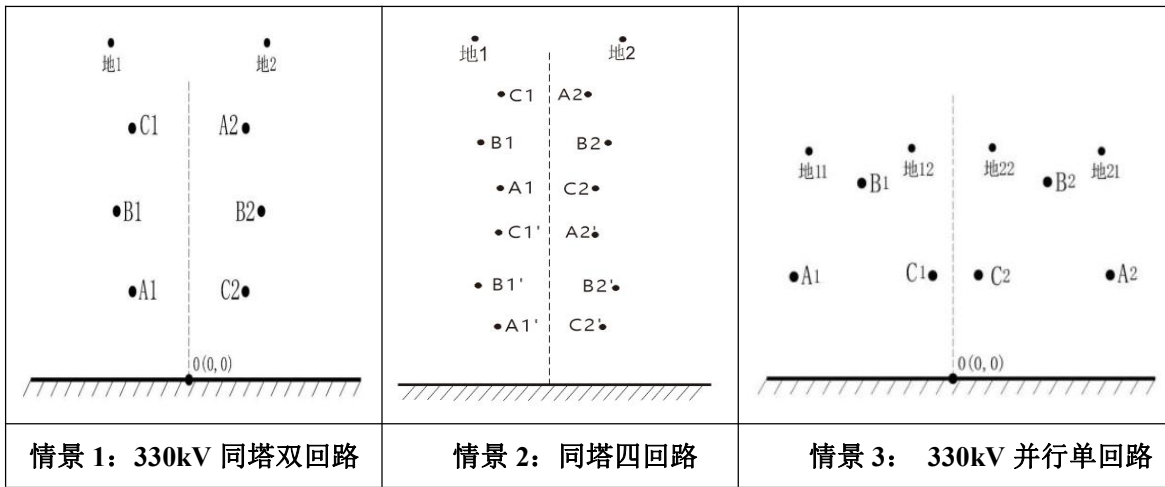 地1 地2
C1 A2
B1 B2
A1 C2
0(0,0)
情景 1：330kV 同塔双回路
地1 地2
C1 A2
B1 B2
A1 C2
C1' A2'
B1' B2'
A1' C2'
情景 2：同塔四回路
地11 地12 地22 地21
B1 B2
A1 C1 C2 A2
0(0,0)
情景 3： 330kV 并行单回路